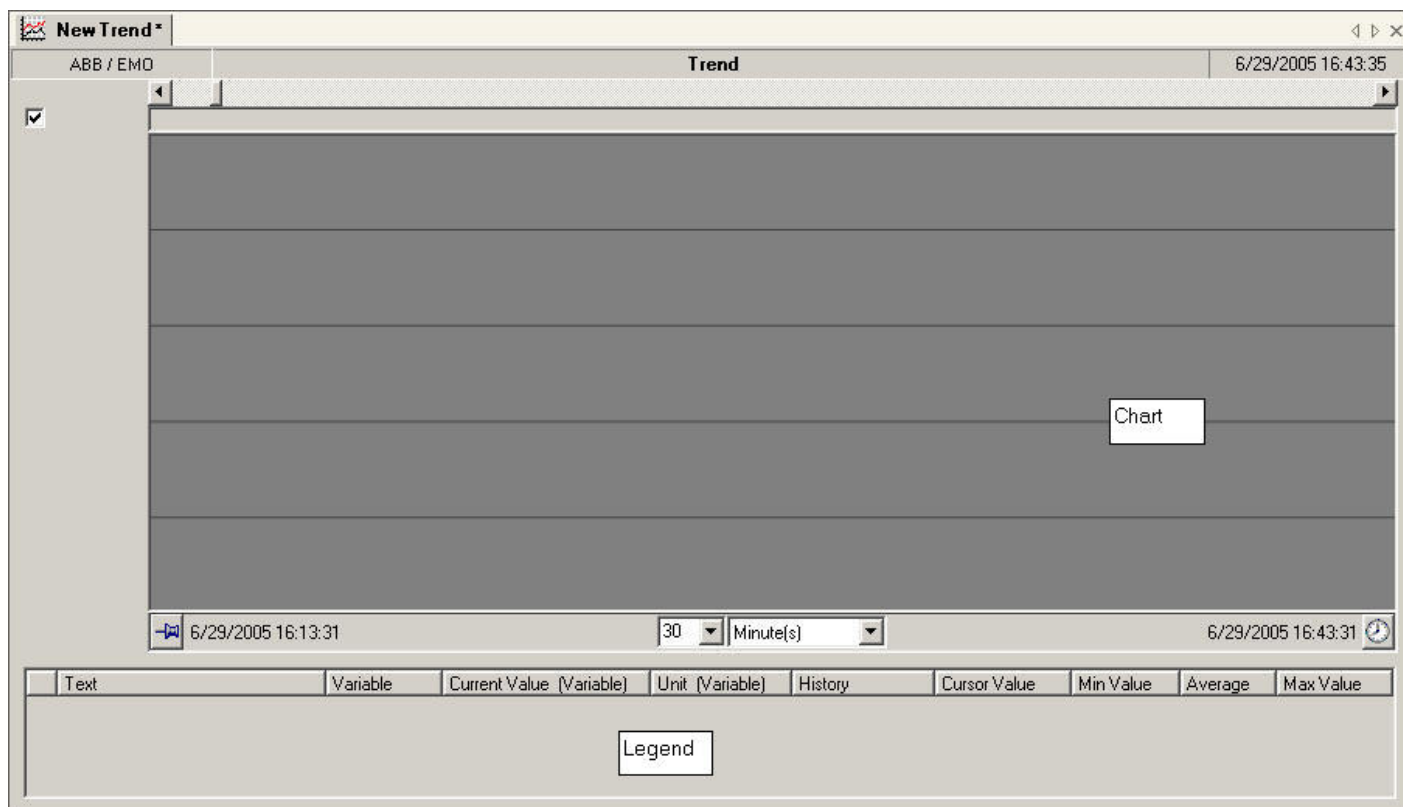 New Trend*
ABB / EMO Trend 6/29/2005 16:43:35
Chart
6/29/2005 16:13:31 30 Minute(s) 6/29/2005 16:43:31
Text Variable Current Value (Variable) Unit (Variable) History Cursor Value Min Value Average Max Value
Legend